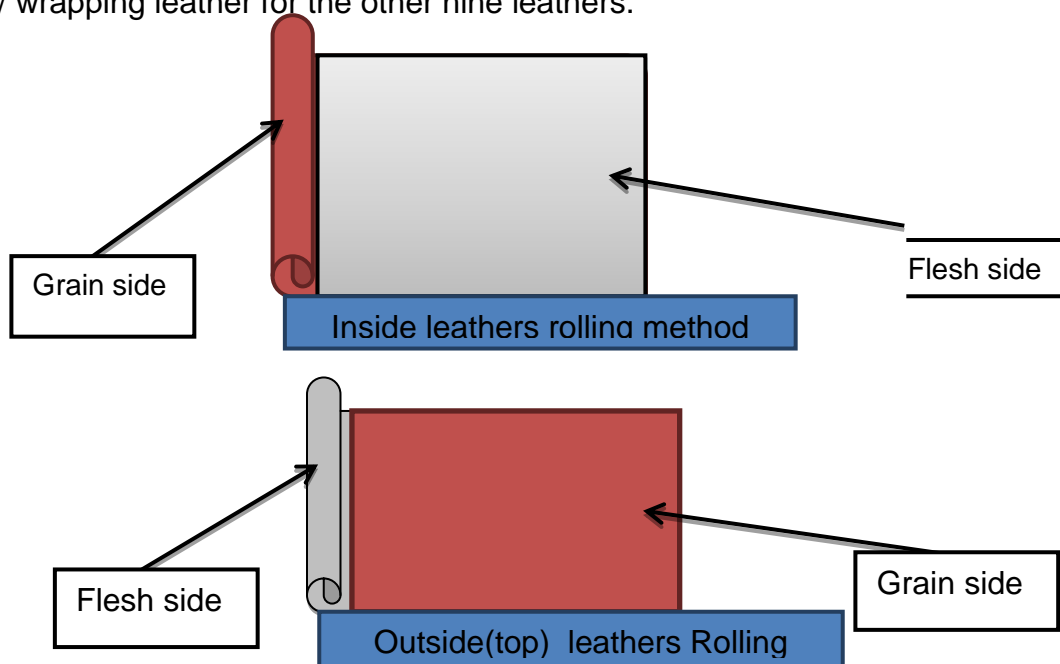 wrapping leather for the other nine leathers.
Grain side
Flesh side
Inside leathers rolling method
Flesh side
Grain side
Outside(top) leathers Rolling